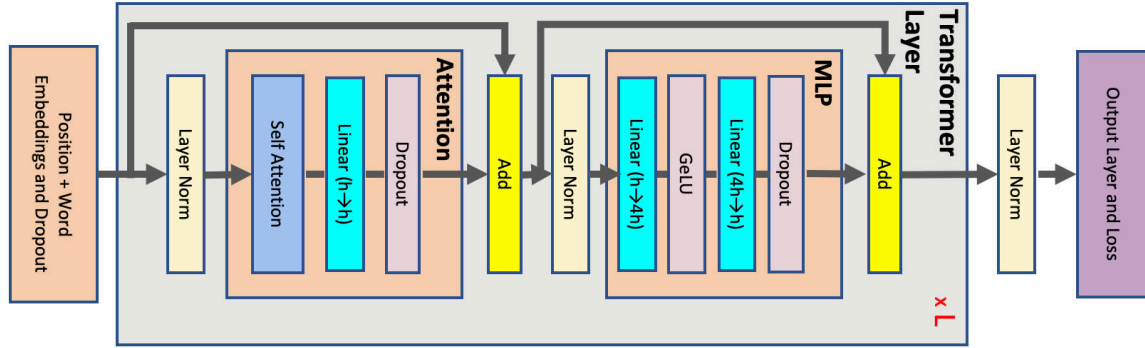 Position + Word
Embeddings and Dropout
Transformer
Layer
Layer Norm
Attention
Self Attention
Linear (h→h)
Dropout
Add
Layer Norm
MLP
Linear (h→4h)
GeLU
Linear (4h→h)
Dropout
Add
x L
Layer Norm
Output Layer and Loss